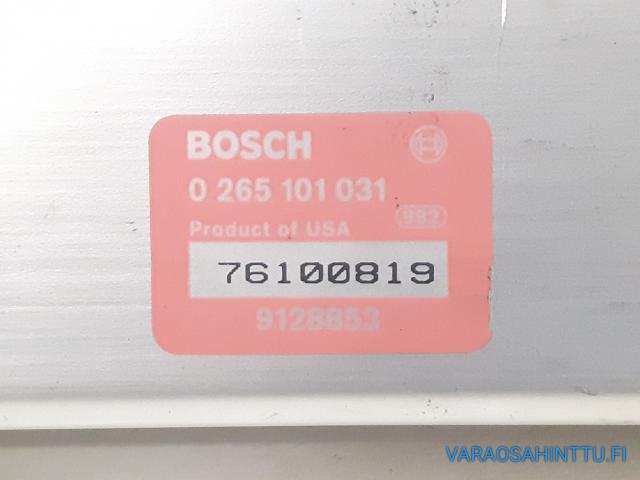 BOSCH
0 265 101 031
Product of USA
982
76100819
9128853
VARAOSAHINTTU.FI